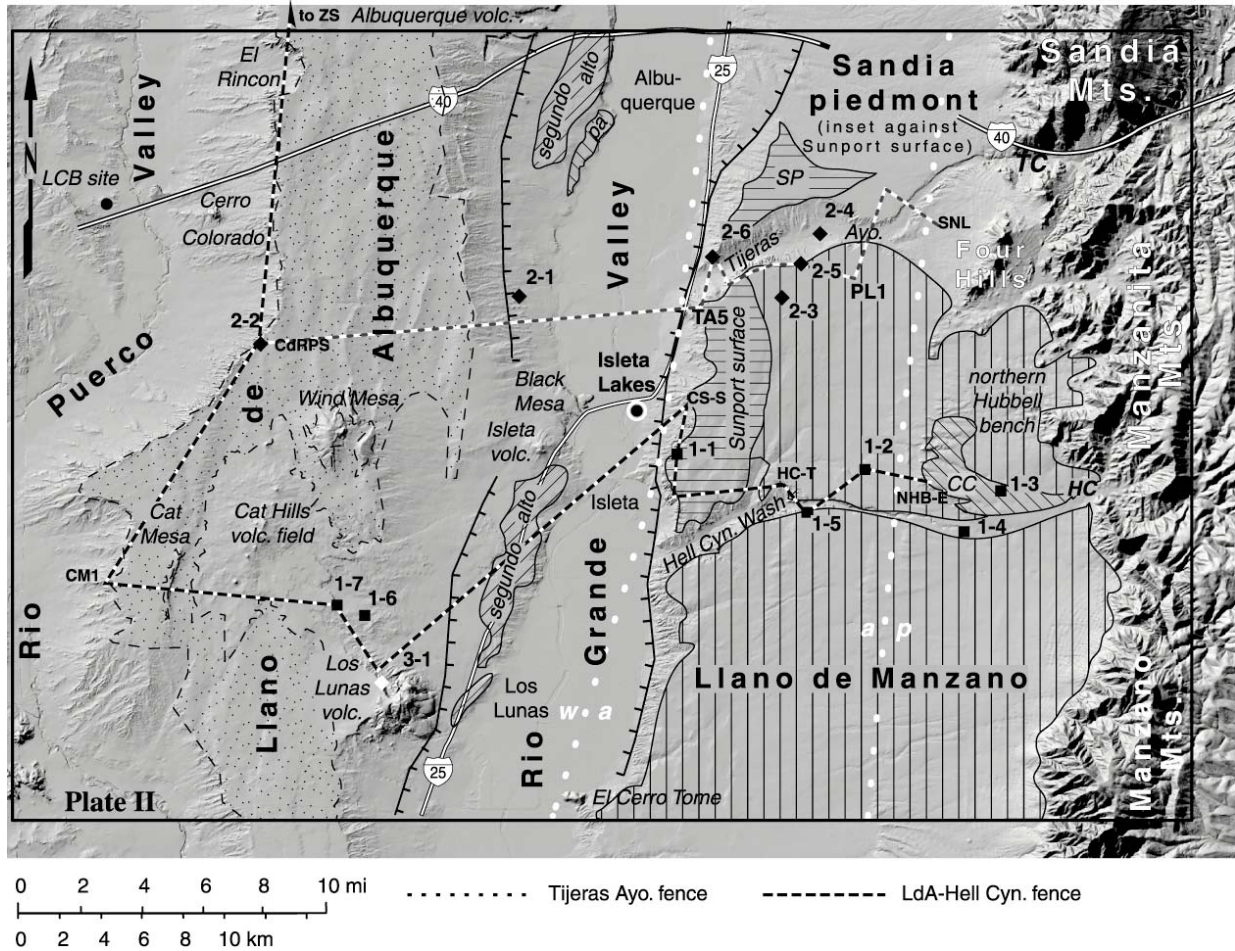 to ZS Albuquerque volc.
El
Rincon
Valley
LCB site
Cerro
Colorado
40
Albuquerque
segundo alto
pa
Albu-
querque
25
Sandia
piedmont
(inset against
Sunport surface)
Sandia
Mts.
40
TC
SP
2-4
2-6
Tijeras
Ayo.
SNL
Four
Hills
2-5
PL1
2-3
2-1
Valley
2-2
CdRPS
TA5
Puerco
de
Wind Mesa
Black
Mesa
Isleta
Lakes
Isleta
volc.
CS-S
Sunport surface
1-1
northern
Hubbell
bench
Manzanita
Mts.
1-2
HC-T
NHB-E
CC
1-3
HC
Isleta
Hell Cyn. Wash
1-5
1-4
Cat
Mesa
Cat Hills
volc. field
segundo alto
CM1
1-7
1-6
Rio
Grande
a p
3-1
Llano
Los
Lunas
volc.
Los
Lunas
w a
Llano de Manzano
Manzano
Mts.
25
Rio
El Cerro Tome
Plate II
N
0 2 4 6 8 10 mi
0 2 4 6 8 10 km
Tijeras Ayo. fence
LdA-Hell Cyn. fence